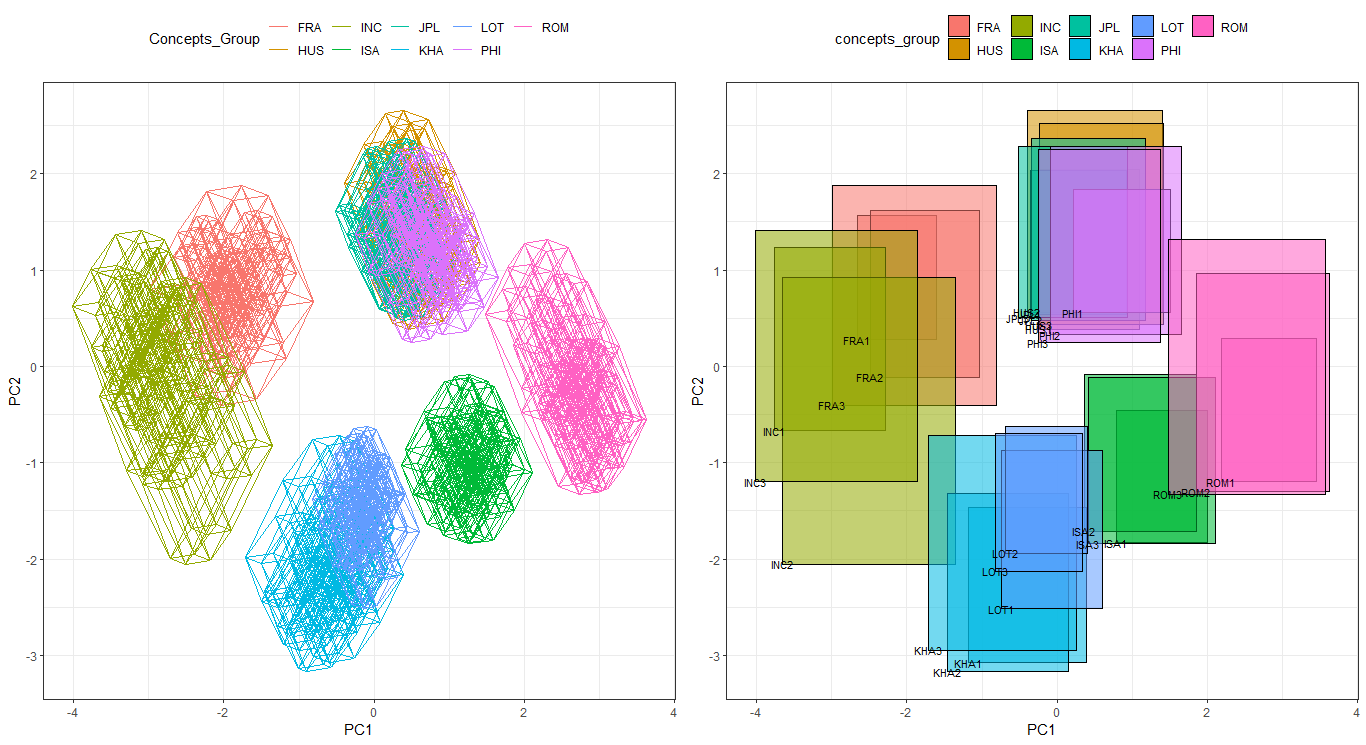 Concepts_Group FRA INC JPL LOT ROM
HUS ISA KHA PHI
PC2
2
1
0
-1
-2
-3
-4 -2 0 2 4
PC1
concepts_group FRA INC JPL LOT ROM
HUS ISA KHA PHI
PC2
2
1
0
-1
-2
-3
HUS2
PHI1
HUS1
PHI2
PHI3
FRA1
FRA2
FRA3
INC1
INC3
INC2
ROM1
ROM3
ROM2
ISA2
ISA3
ISA1
LOT2
LOT3
LOT1
KHA3
KHA1
KHA2
-4 -2 0 2 4
PC1